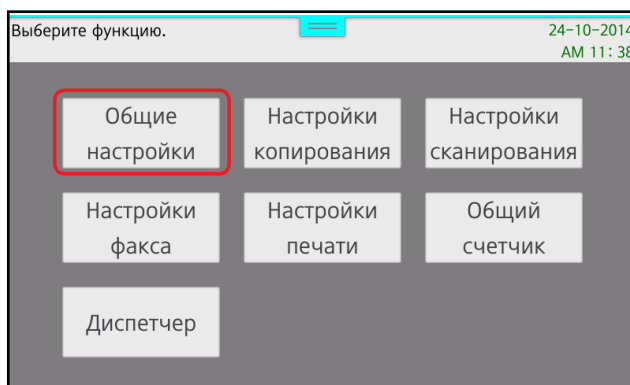 Выберите функцию.
24-10-2014
AM 11: 38
Общие
настройки
Настройки
копирования
Настройки
сканирования
Настройки
факса
Настройки
печати
Общий
счетчик
Диспетчер